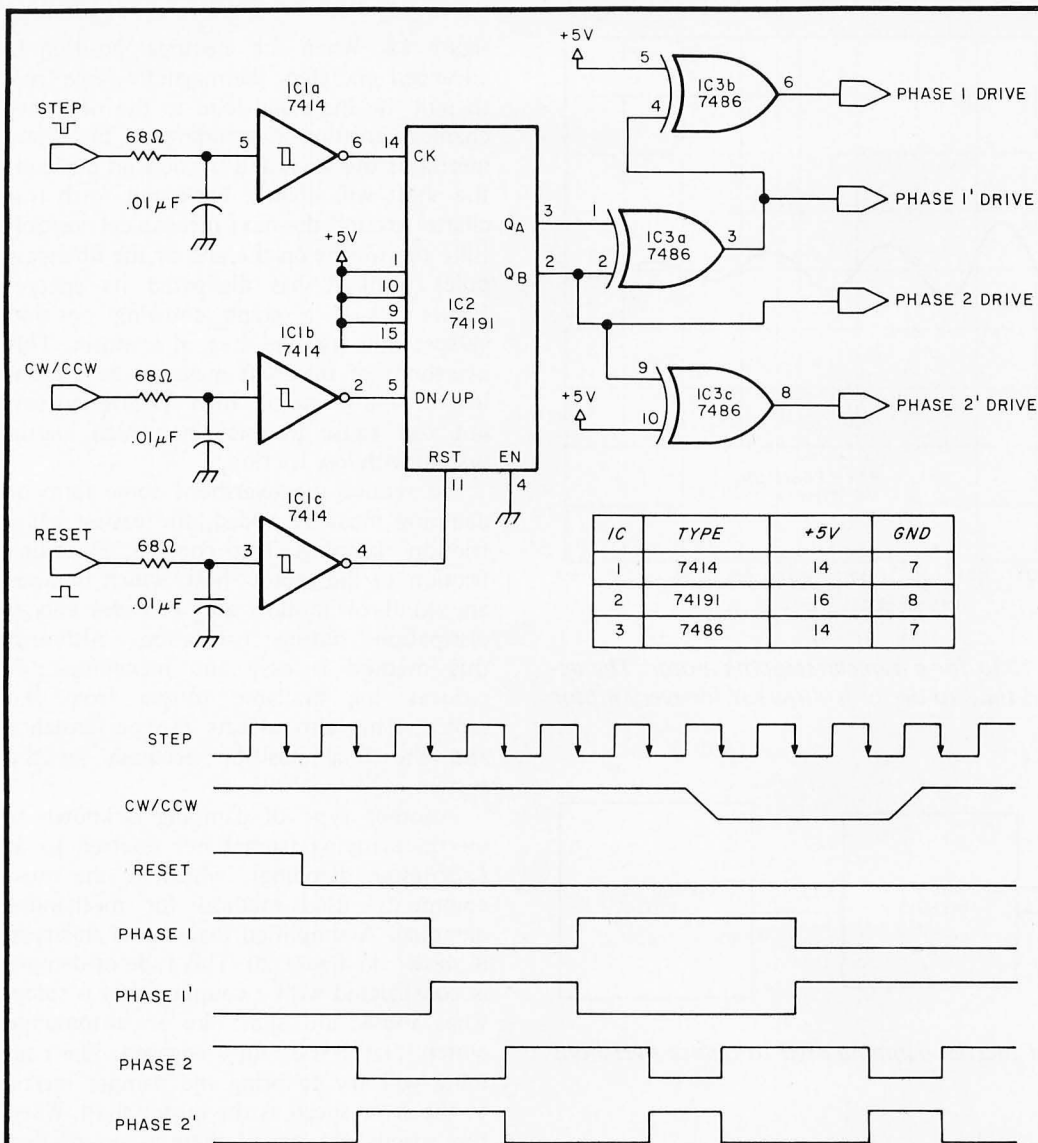 +5V
5
4
IC3b
7486
6
PHASE 1 DRIVE
STEP
68Ω
.01µF
5
IC1a
7414
6
14
CK
PHASE 1' DRIVE
QA
3
1
IC3a
7486
3
QB
2
2
+5V
1
10
9
15
IC2
74191
PHASE 2 DRIVE
CW/CCW
68Ω
.01µF
1
IC1b
7414
2
5
DN/UP
+5V
9
10
IC3c
7486
8
PHASE 2' DRIVE
RST
11
EN
4
RESET
68Ω
.01µF
3
IC1c
7414
4
IC TYPE +5V GND
1 7414 14 7
2 74191 16 8
3 7486 14 7
STEP
CW/CCW
RESET
PHASE 1
PHASE 1'
PHASE 2
PHASE 2'